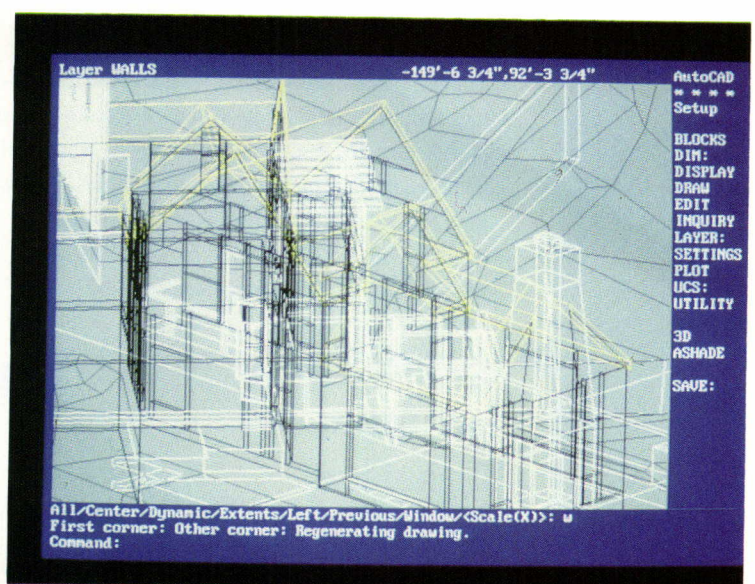 Layer WALLS
-149'-6 3/4",92'-3 3/4"
AutoCAD
* * * *
Setup
BLOCKS
DIM:
DISPLAY
DRAW
EDIT
INQUIRY
LAYER:
SETTINGS
PLOT
UCS:
UTILITY
3D
ASHADE
SAVE:
All/Center/Dynamic/Extents/Left/Previous/Window/<Scale(X)>: w
First corner: Other corner: Regenerating drawing.
Command: